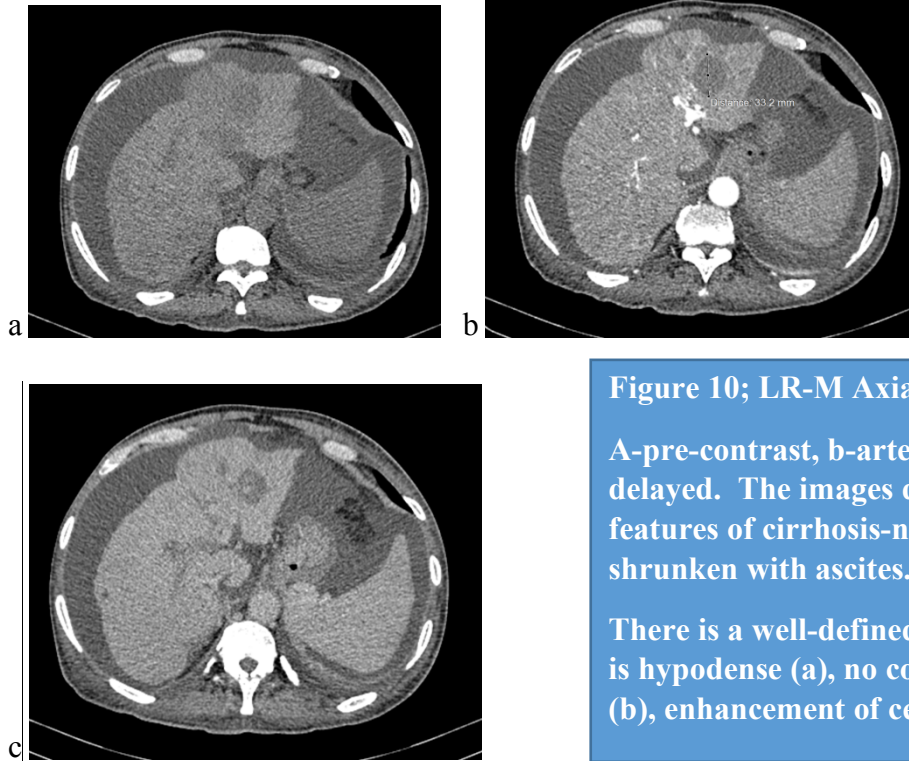 a
b
Distance: 33.2 mm
c
Figure 10; LR-M Axia
A-pre-contrast, b-arte
delayed. The images d
features of cirrhosis-n
shrunken with ascites.
There is a well-defined
is hypodense (a), no co
(b), enhancement of ce